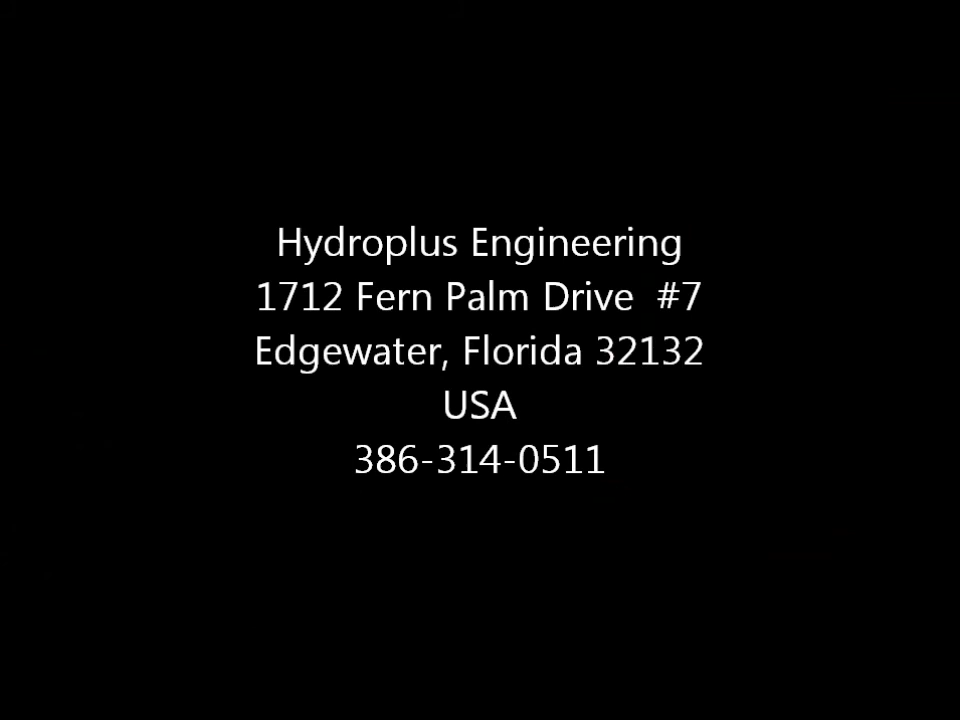 Hydroplus Engineering
1712 Fern Palm Drive  #7
Edgewater, Florida 32132
USA
386-314-0511